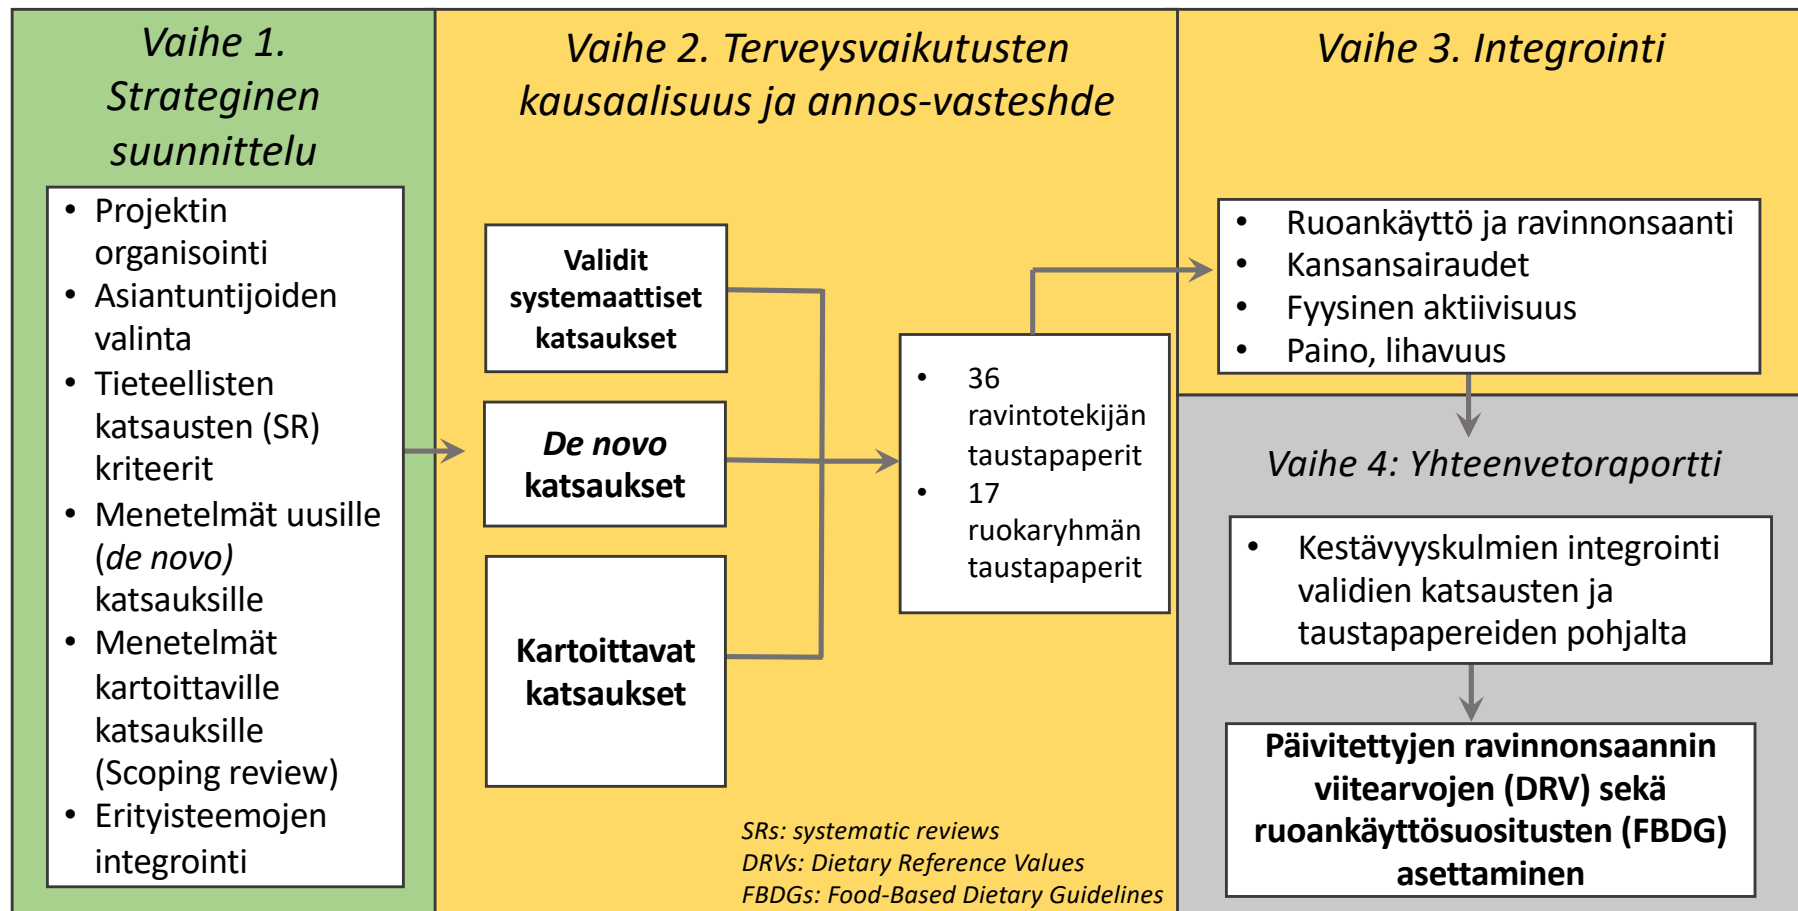 Vaihe 1.
Strateginen
suunnittelu
• Projektin
organisointi
• Asiantuntijoiden
valinta
• Tieteellisten
katsausten (SR)
kriteerit
• Menetelmät uusille
(de novo)
katsauksille
• Menetelmät
kartoittaville
katsauksille
(Scoping review)
• Erityisteemojen
integrointi
Vaihe 2. Terveysvaikutusten
kausaalisuus ja annos-vasteshde
Validit
systemaattiset
katsaukset
De novo
katsaukset
Kartoittavat
katsaukset
• 36
ravintotekijän
taustapaperit
• 17
ruokaryhmän
taustapaperit
SRs: systematic reviews
DRVs: Dietary Reference Values
FBDGs: Food-Based Dietary Guidelines
Vaihe 3. Integrointi
• Ruoankäyttö ja ravinnonsaanti
• Kansansairaudet
• Fyysinen aktiivisuus
• Paino, lihavuus
Vaihe 4: Yhteenvetoraportti
• Kestävyyskulmien integrointi
validien katsausten ja
taustapapereiden pohjalta
Päivitettyjen ravinnonsaannin
viitearvojen (DRV) sekä
ruoankäyttösuositusten (FBDG)
asettaminen